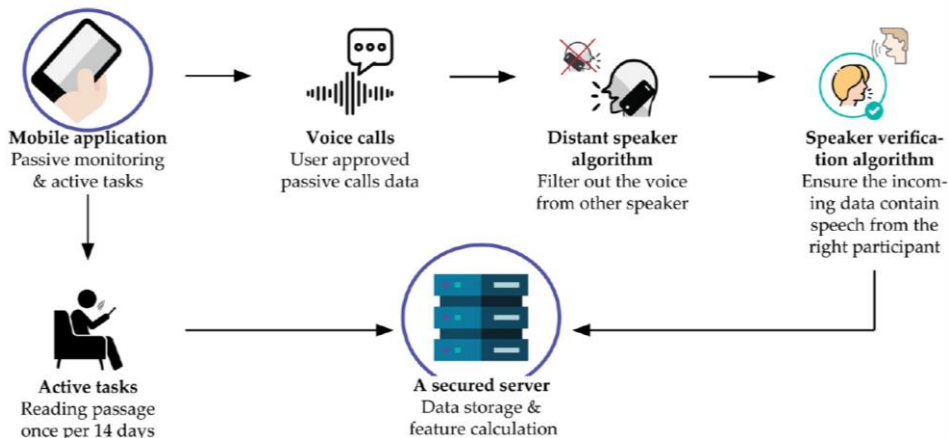 Mobile application
Passive monitoring
& active tasks
Voice calls
User approved
passive calls data
Distant speaker
algorithm
Filter out the voice
from other speaker
Speaker verifica-
tion algorithm
Ensure the incom-
ing data contain
speech from the
right participant
Active tasks
Reading passage
once per 14 days
A secured server
Data storage &
feature calculation